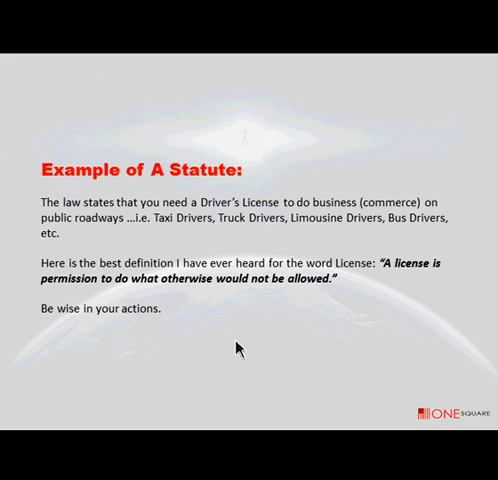 Example of A Statute:
The law states that you need a Driver's License to do business (commerce) on
public roadways ...i.e. Taxi Drivers, Truck Drivers, Limousine Drivers, Bus Drivers,
etc.
Here is the best definition I have ever heard for the word License: “A license is
permission to do what otherwise would not be allowed.”
Be wise in your actions.
ONE SQUARE